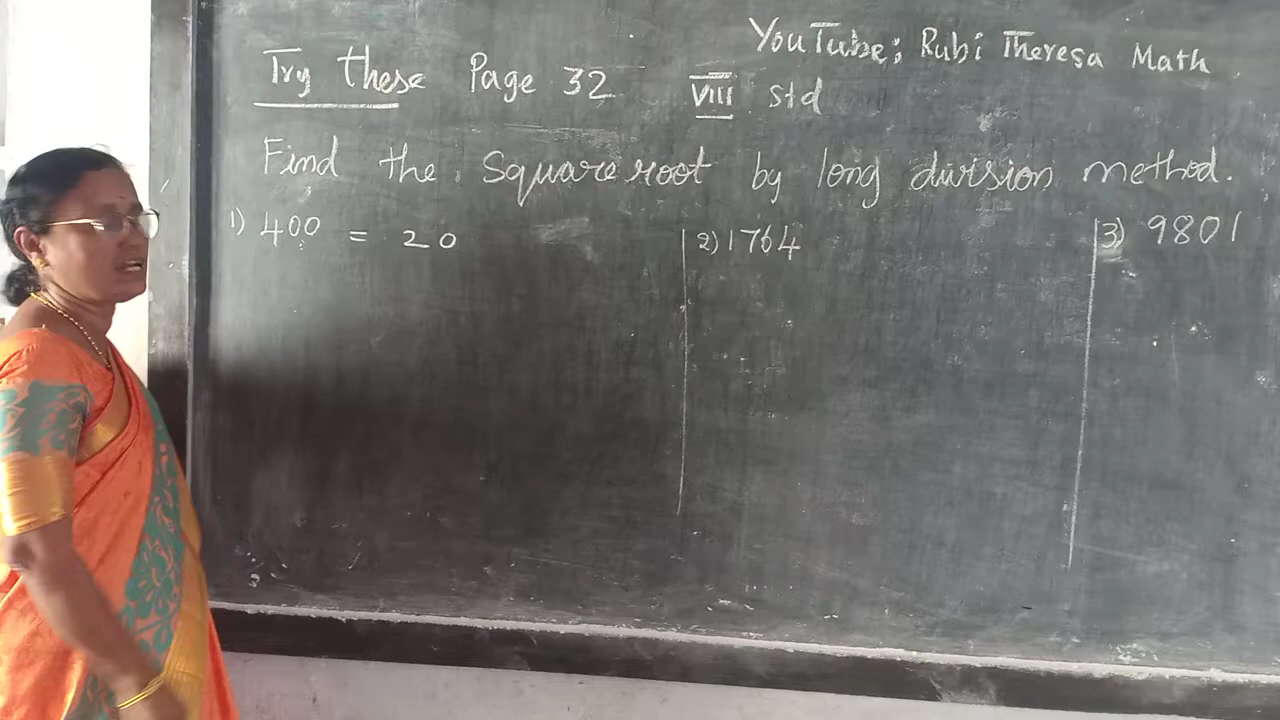 YouTube: Rubi Theresa Math
Try these Page 32 VIII std
Find the Square root by long division method.
1) 400 = 20
2) 1764
3) 9801